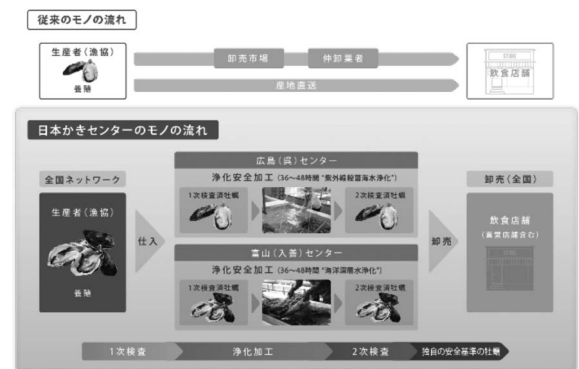 従来のモノの流れ
生産者(漁協)
養殖
卸売市場
仲卸業者
産地直送
飲食店舗
日本かきセンターのモノの流れ
全国ネットワーク
生産者(漁協)
養殖
仕入
広島(呉)センター
浄化安全加工(36〜48時間“紫外線殺菌海水浄化”)
1次検査済牡蠣
2次検査済牡蠣
富山(入善)センター
浄化安全加工(36〜48時間“海洋深層水浄化”)
1次検査済牡蠣
2次検査済牡蠣
卸売
卸売(全国)
飲食店舗
(直営店舗含む)
1次検査
浄化加工
2次検査
独自の安全基準の牡蠣